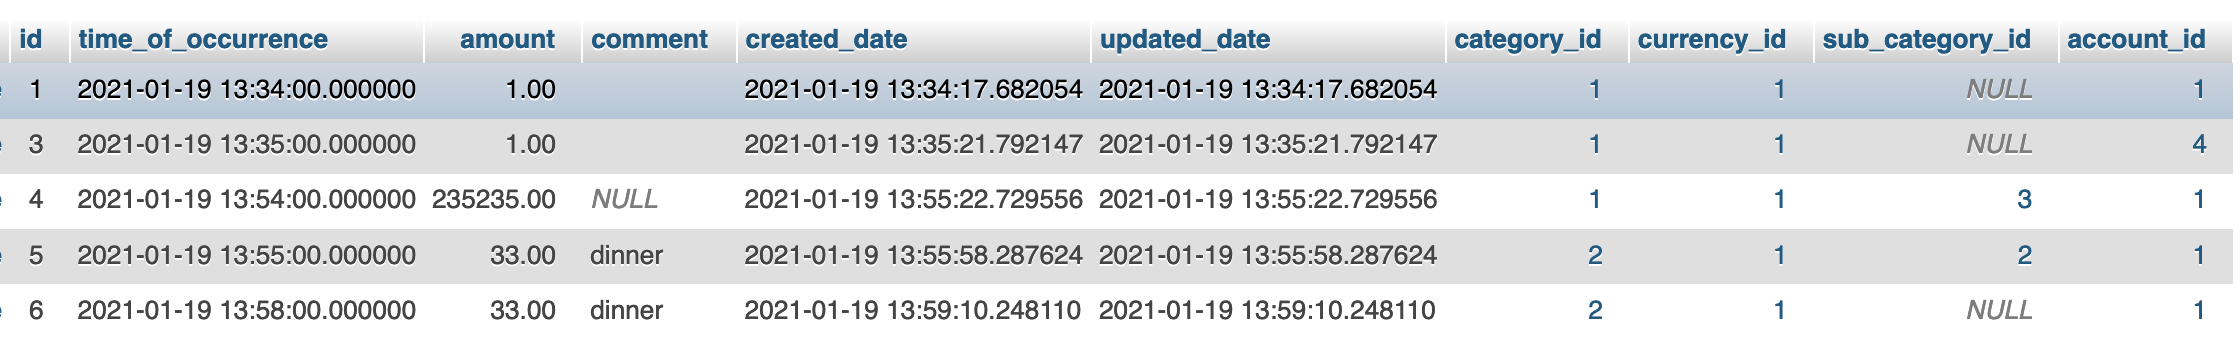 id time_of_occurrence amount comment created_date updated_date category_id currency_id sub_category_id account_id
1 2021-01-19 13:34:00.000000 1.00 2021-01-19 13:34:17.682054 2021-01-19 13:34:17.682054 1 1 NULL 1
3 2021-01-19 13:35:00.000000 1.00 2021-01-19 13:35:21.792147 2021-01-19 13:35:21.792147 1 1 NULL 4
4 2021-01-19 13:54:00.000000 235235.00 NULL 2021-01-19 13:55:22.729556 2021-01-19 13:55:22.729556 1 1 3 1
5 2021-01-19 13:55:00.000000 33.00 dinner 2021-01-19 13:55:58.287624 2021-01-19 13:55:58.287624 2 1 2 1
6 2021-01-19 13:58:00.000000 33.00 dinner 2021-01-19 13:59:10.248110 2021-01-19 13:59:10.248110 2 1 NULL 1